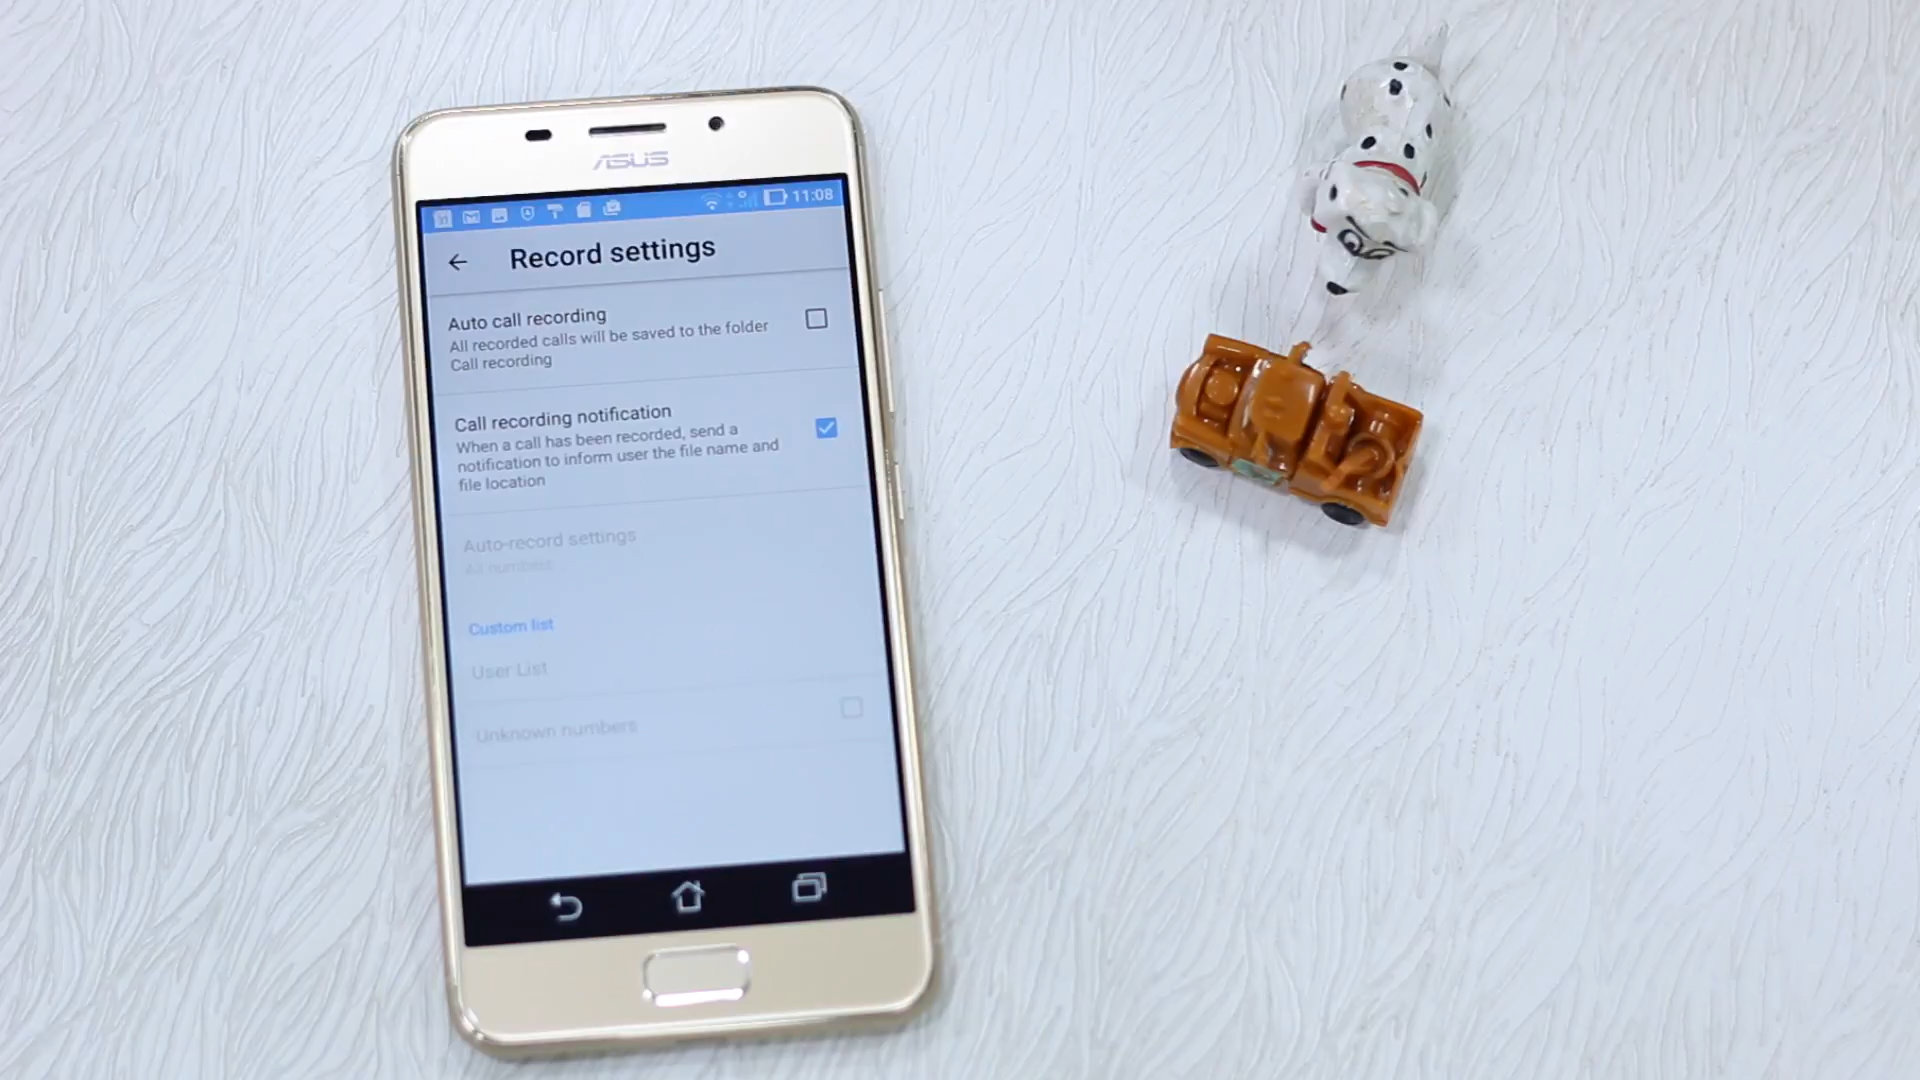 ASUS
11:08
Record settings
Auto call recording
All recorded calls will be saved to the folder
Call recording
Call recording notification
When a call has been recorded, send a
notification to inform user the file name and
file location
Auto-record settings
All numbers
Custom list
User List
Unknown numbers